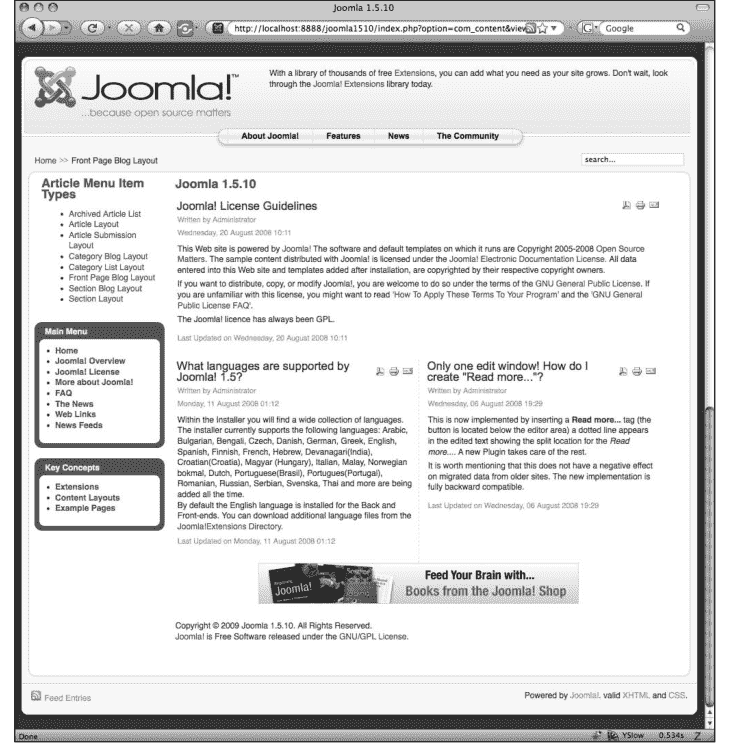 Joomla 1.5.10
http://localhost:8888/joomla1510/index.php?option=com_content&view
Google
Joomla!™
...because open source matters
With a library of thousands of free Extensions, you can add what you need as your site grows. Don't wait, look
through the Joomla! Extensions library today.
About Joomla! Features News The Community
Home >> Front Page Blog Layout
search...
Article Menu Item
Types
Archived Article List
Article Layout
Article Submission
Layout
Category Blog Layout
Category List Layout
Front Page Blog Layout
Section Blog Layout
Section Layout
Main Menu
Home
Joomla! Overview
Joomla! License
More about Joomla!
FAQ
The News
Web Links
News Feeds
Key Concepts
Extensions
Content Layouts
Example Pages
Joomla 1.5.10
Joomla! License Guidelines
Written by Administrator
Wednesday, 20 August 2008 10:11
This Web site is powered by Joomla! The software and default templates on which it runs are Copyright 2005-2008 Open Source
Matters. The sample content distributed with Joomla! is licensed under the Joomla! Electronic Documentation License. All data
entered into this Web site and templates added after installation, are copyrighted by their respective copyright owners.
If you want to distribute, copy, or modify Joomla!, you are welcome to do so under the terms of the GNU General Public License. If
you are unfamiliar with this license, you might want to read 'How To Apply These Terms To Your Program' and the 'GNU General
Public License FAQ'.
The Joomla! licence has always been GPL.
Last Updated on Wednesday, 20 August 2008 10:11
What languages are supported by
Joomla! 1.5?
Written by Administrator
Monday, 11 August 2008 01:12
Within the Installer you will find a wide collection of languages.
The installer currently supports the following languages: Arabic,
Bulgarian, Bengali, Czech, Danish, German, Greek, English,
Spanish, Finnish, French, Hebrew, Devanagari(India),
Croatian(Croatia), Magyar (Hungary), Italian, Malay, Norwegian
bokmal, Dutch, Portuguese(Brasil), Portugues(Portugal),
Romanian, Russian, Serbian, Svenska, Thai and more are being
added all the time.
By default the English language is installed for the Back and
Front-ends. You can download additional language files from the
Joomla!Extensions Directory.
Last Updated on Monday, 11 August 2008 01:12
Only one edit window! How do I
create "Read more..."?
Written by Administrator
Wednesday, 06 August 2008 19:29
This is now implemented by inserting a Read more... tag (the
button is located below the editor area) a dotted line appears
in the edited text showing the split location for the Read
more.... A new Plugin takes care of the rest.
It is worth mentioning that this does not have a negative effect
on migrated data from older sites. The new implementation is
fully backward compatible.
Last Updated on Wednesday, 06 August 2008 19:29
Joomla!
Feed Your Brain with...
Books from the Joomla! Shop
Copyright © 2009 Joomla 1.5.10. All Rights Reserved.
Joomla! is Free Software released under the GNU/GPL License.
Feed Entries
Powered by Joomla!. valid XHTML and CSS.
Done
YSlow 0.534s